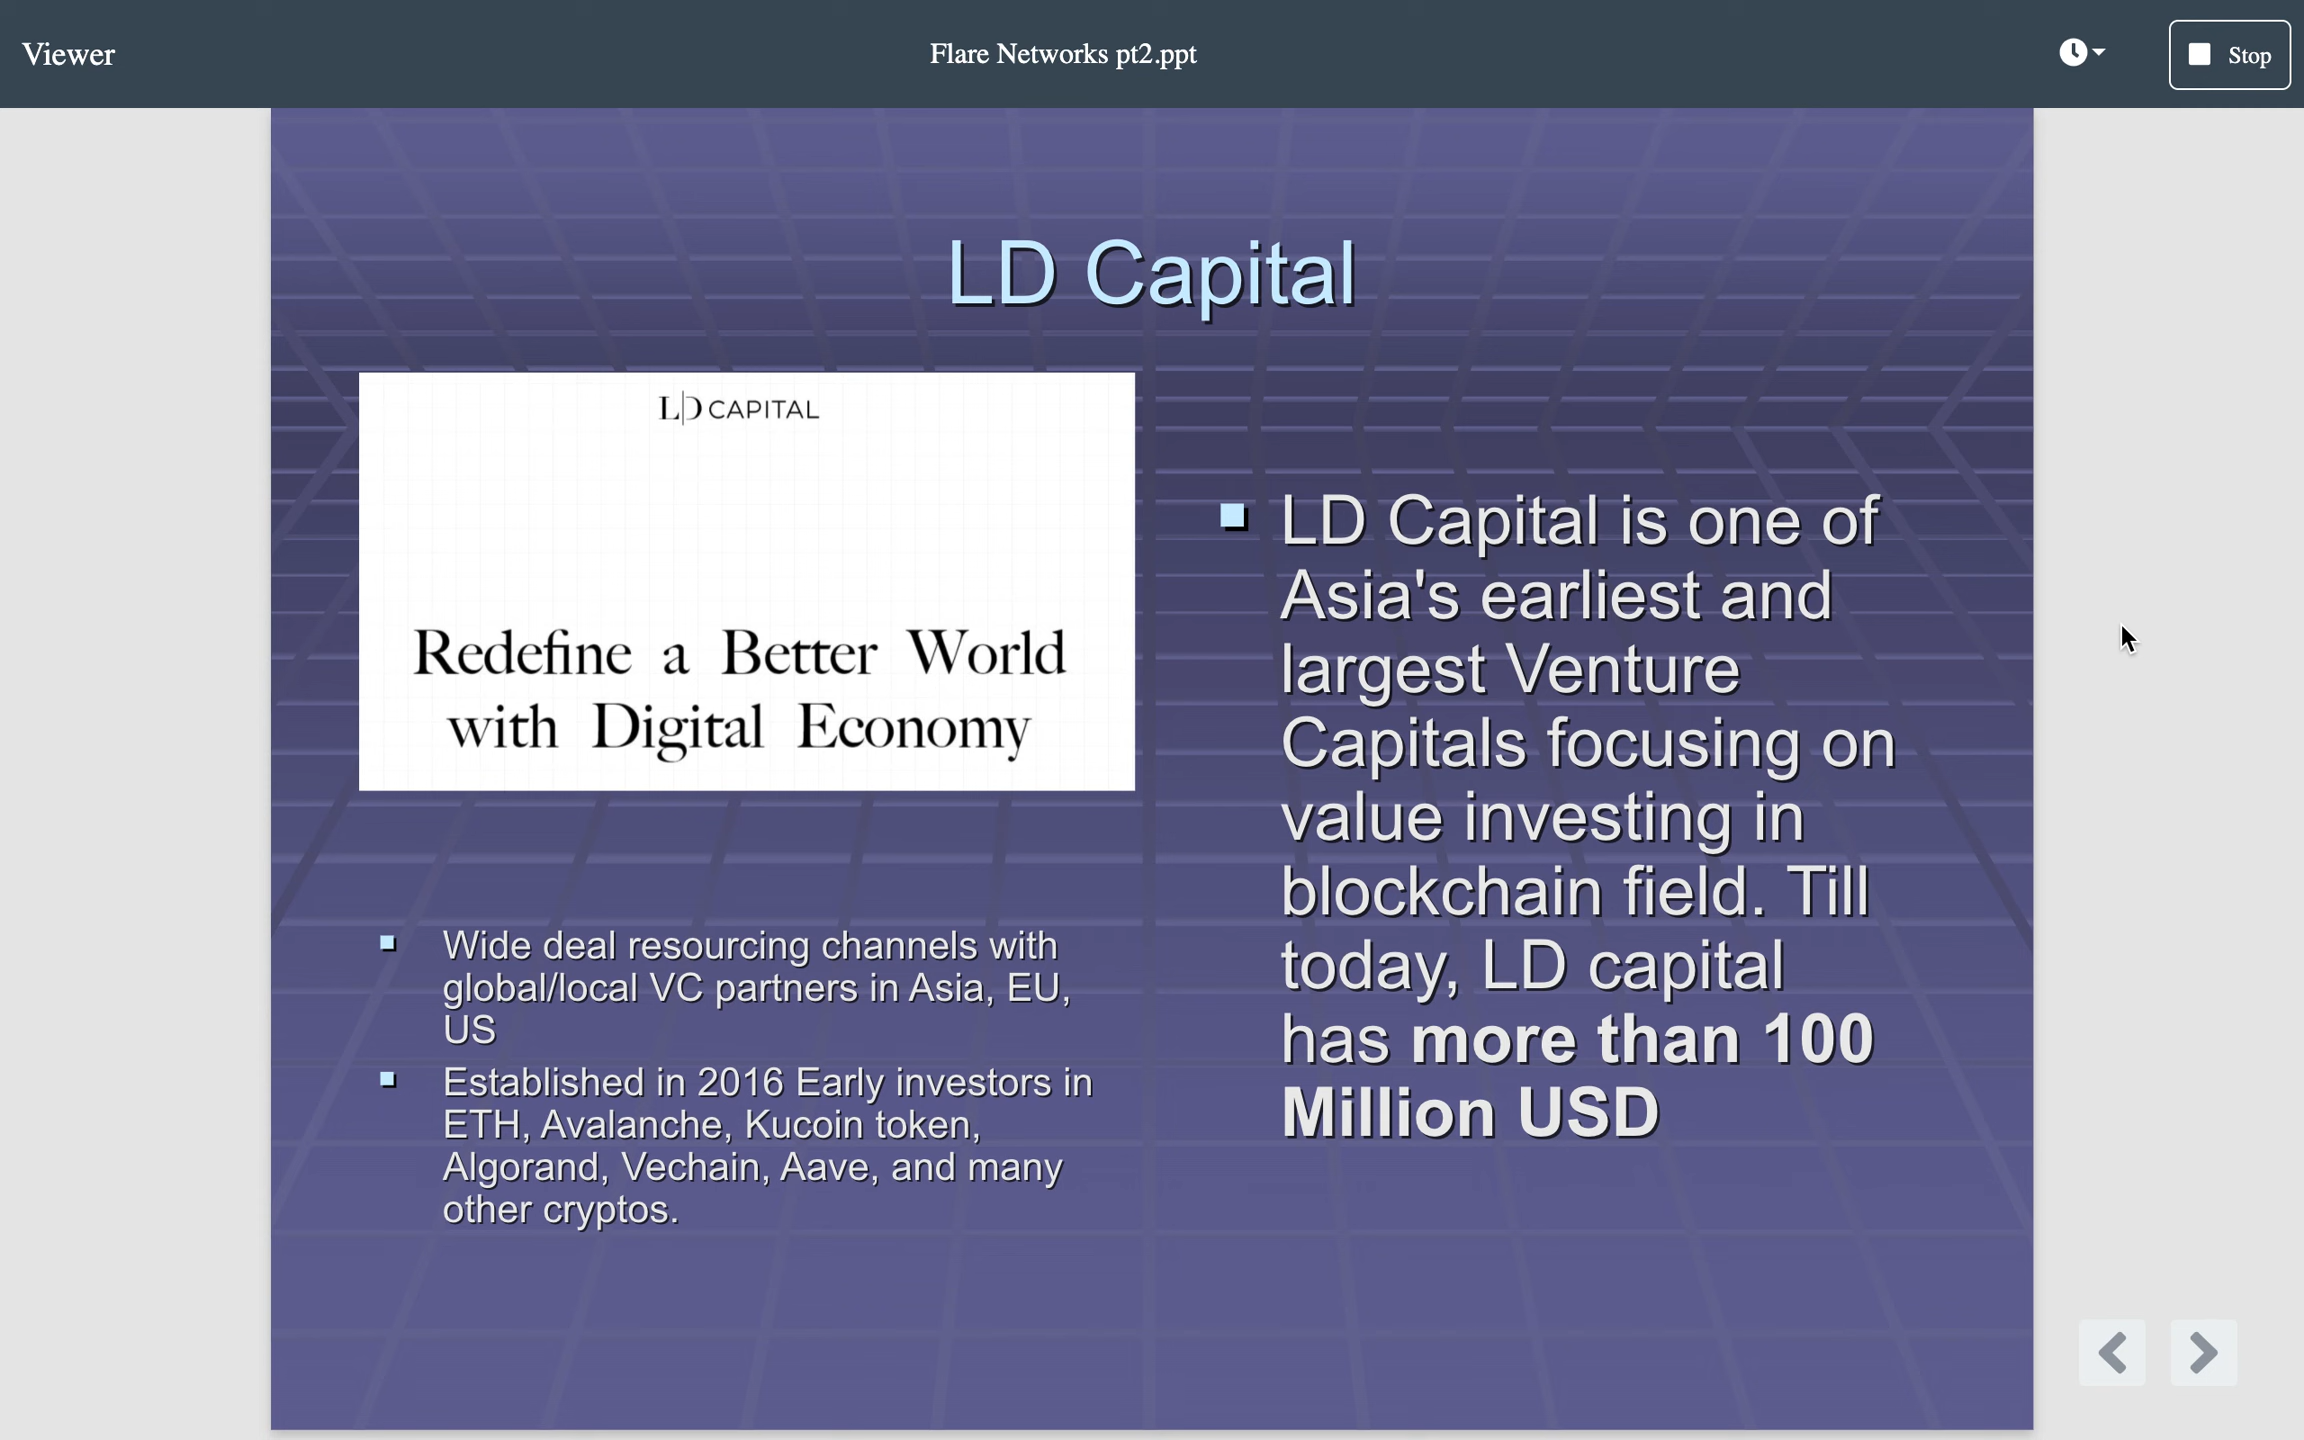 Viewer
Flare Networks pt2.ppt
Stop
LD Capital
LD CAPITAL
Redefine a Better World
with Digital Economy
Wide deal resourcing channels with
global/local VC partners in Asia, EU,
US
Established in 2016 Early investors in
ETH, Avalanche, Kucoin token,
Algorand, Vechain, Aave, and many
other cryptos.
LD Capital is one of
Asia's earliest and
largest Venture
Capitals focusing on
value investing in
blockchain field. Till
today, LD capital
has more than 100
Million USD